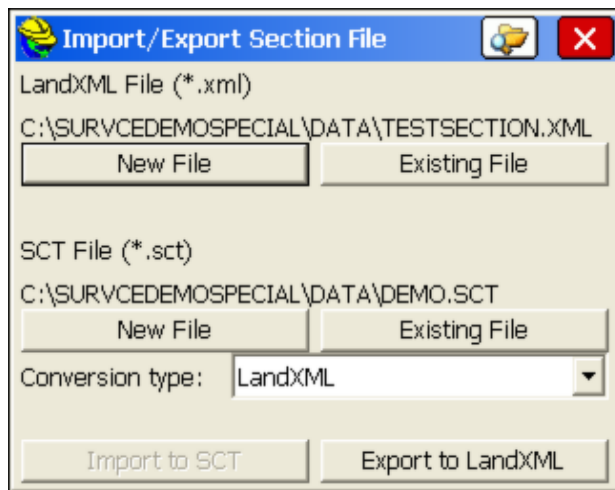 Import/Export Section File
LandXML File (*.xml)
C:\SURVCEDEMOSPECIAL\DATA\TESTSECTION.XML
New File Existing File
SCT File (*.sct)
C:\SURVCEDEMOSPECIAL\DATA\DEMO.SCT
New File Existing File
Conversion type: LandXML
Import to SCT Export to LandXML